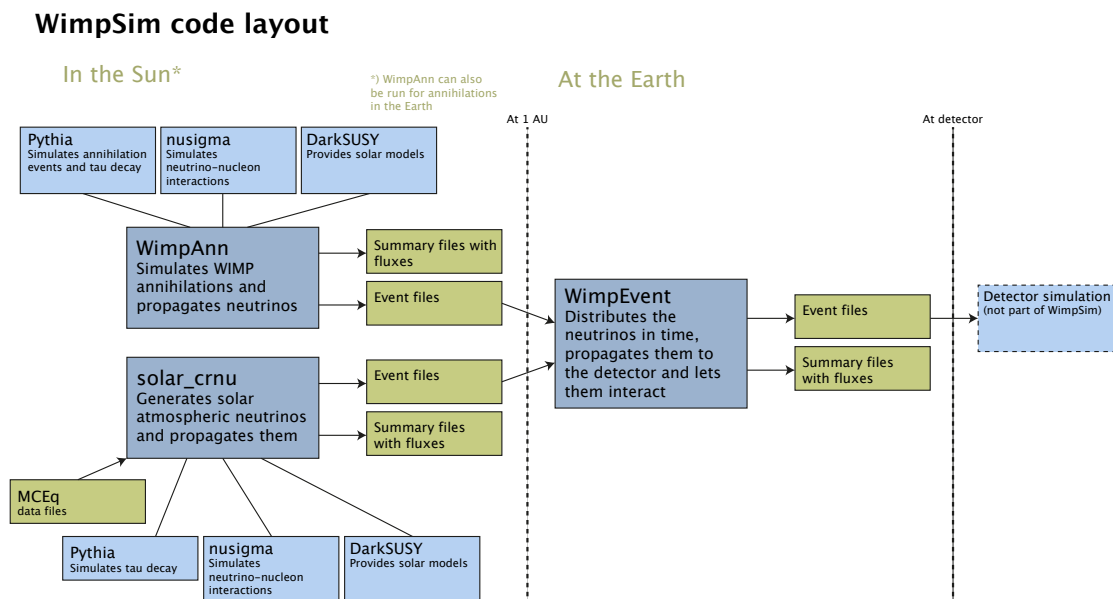 WimpSim code layout
In the Sun*
*) WimpAnn can also
be run for annihilations
in the Earth
At the Earth
At 1 AU
At detector
Pythia
Simulates annihilation
events and tau decay
nusigma
Simulates
neutrino-nucleon
interactions
DarkSUSY
Provides solar models
WimpAnn
Simulates WIMP
annihilations and
propagates neutrinos
Summary files with
fluxes
Event files
WimpEvent
Distributes the
neutrinos in time,
propagates them to
the detector and lets
them interact
Event files
Summary files
with fluxes
Detector simulation
(not part of WimpSim)
solar_crnu
Generates solar
atmospheric neutrinos
and propagates them
Event files
Summary files
with fluxes
MCEq
data files
Pythia
Simulates tau decay
nusigma
Simulates
neutrino-nucleon
interactions
DarkSUSY
Provides solar models